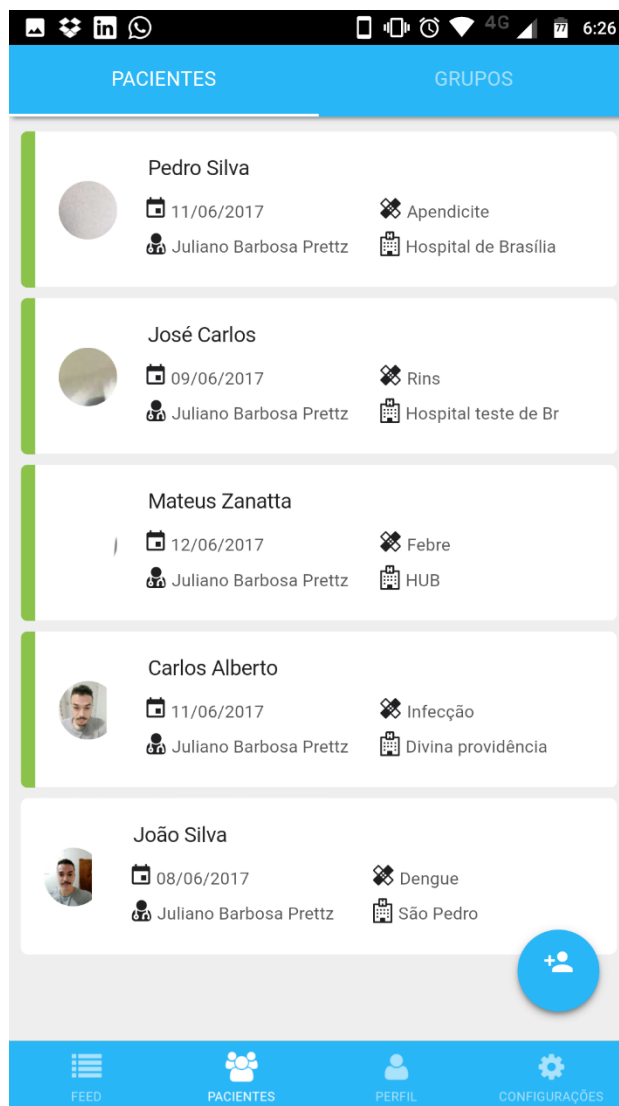 4G 77 6:26
PACIENTES GRUPOS
Pedro Silva
11/06/2017 Apendicite
Juliano Barbosa Prettz Hospital de Brasília
José Carlos
09/06/2017 Rins
Juliano Barbosa Prettz Hospital teste de Br
Mateus Zanatta
12/06/2017 Febre
Juliano Barbosa Prettz HUB
Carlos Alberto
11/06/2017 Infecção
Juliano Barbosa Prettz Divina providência
João Silva
08/06/2017 Dengue
Juliano Barbosa Prettz São Pedro
FEED PACIENTES PERFIL CONFIGURAÇÕES